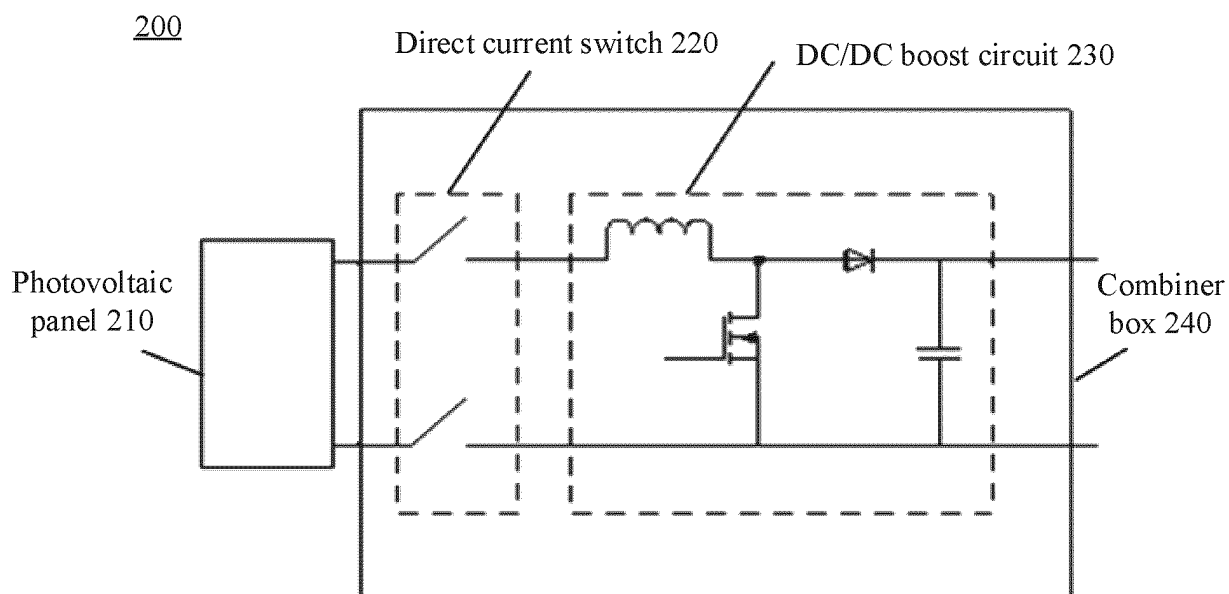 200
Direct current switch 220
DC/DC boost circuit 230
Photovoltaic
panel 210
Combiner
box 240